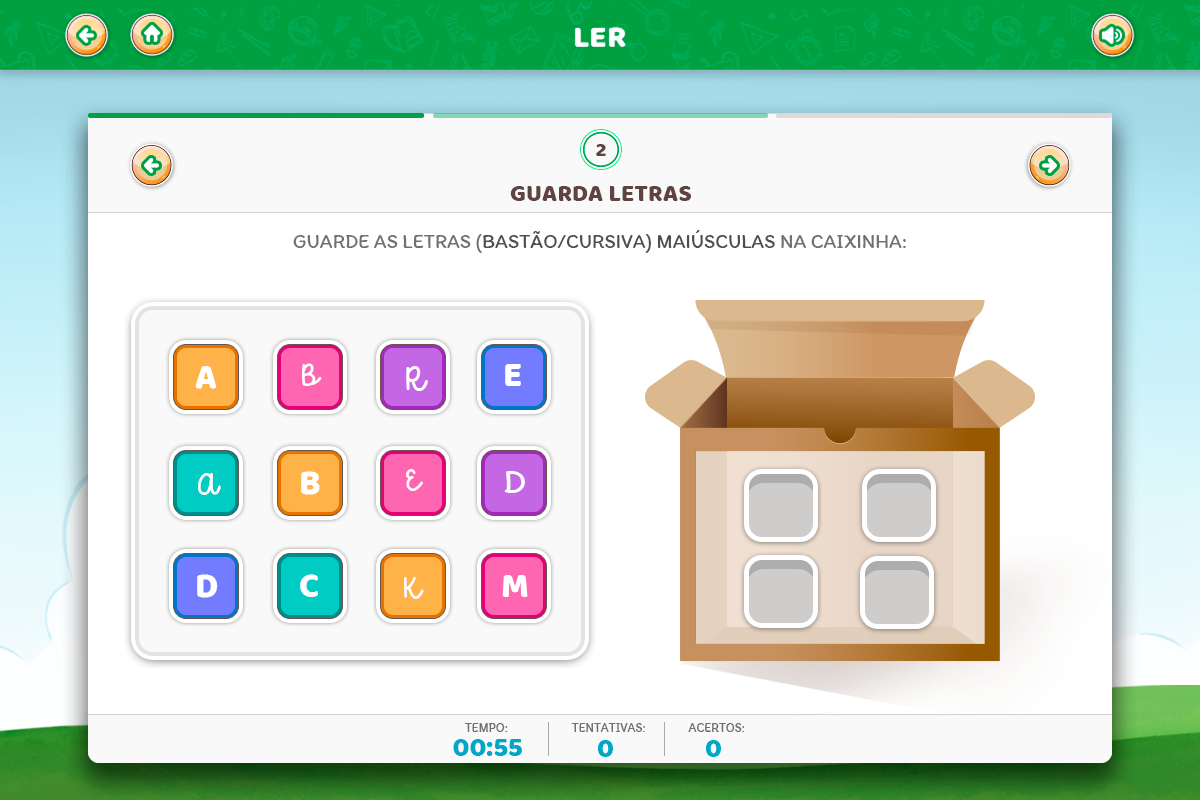 LER
2
GUARDA LETRAS
GUARDE AS LETRAS (BASTÃO/CURSIVA) MAIÚSCULAS NA CAIXINHA:
A B R E
a B E D
D C K M
TEMPO: TENTATIVAS: ACERTOS:
00:55 0 0